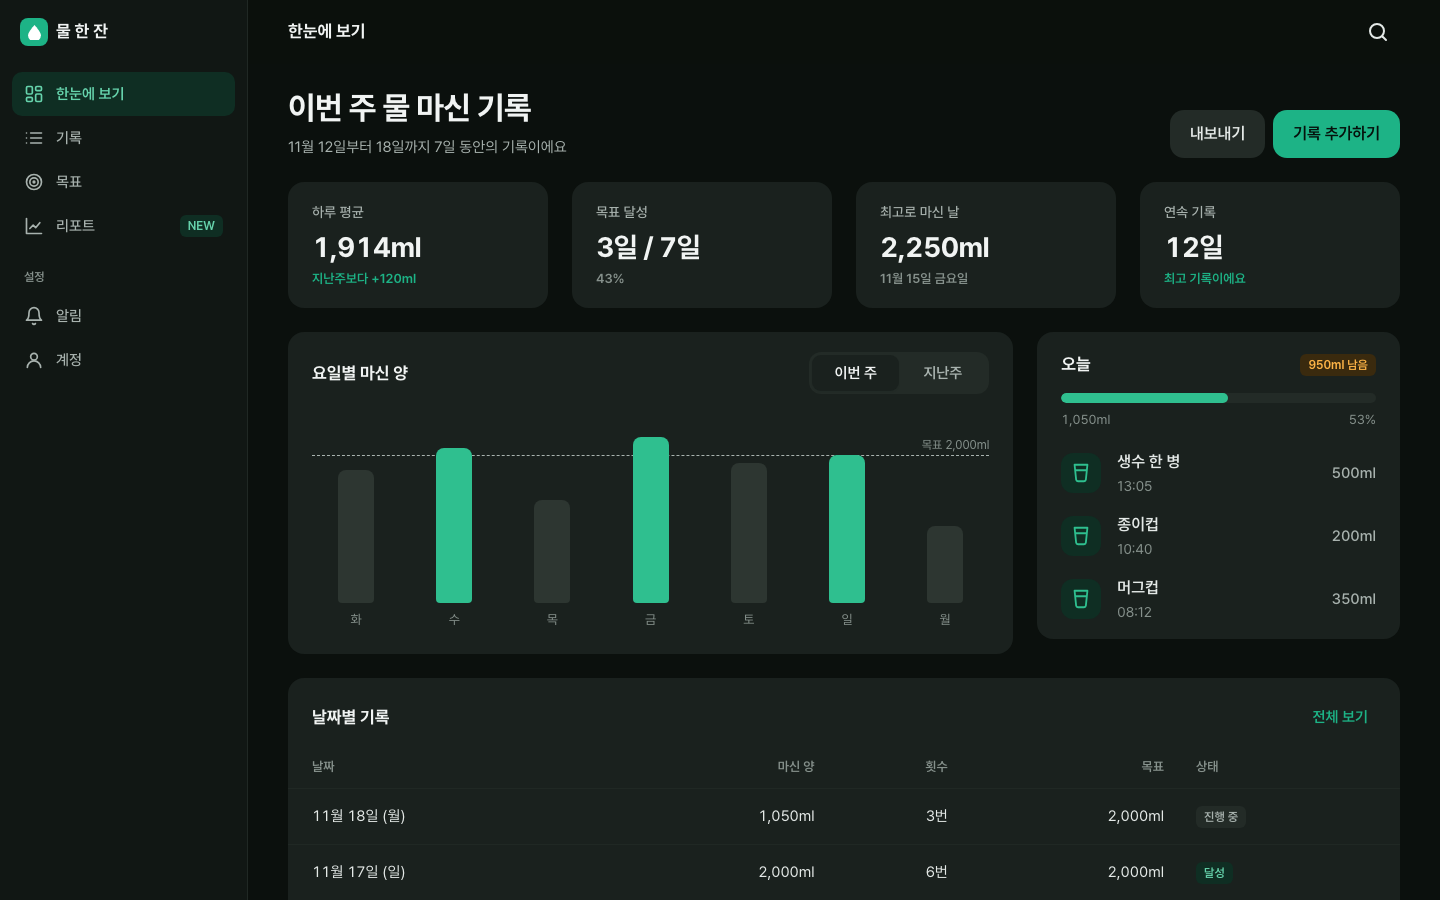 물 한 잔
한눈에 보기
기록
목표
리포트 NEW
설정
알림
계정
한눈에 보기
이번 주 물 마신 기록
11월 12일부터 18일까지 7일 동안의 기록이에요
내보내기
기록 추가하기
하루 평균
1,914ml
지난주보다 +120ml
목표 달성
3일 / 7일
43%
최고로 마신 날
2,250ml
11월 15일 금요일
연속 기록
12일
최고 기록이에요
요일별 마신 양
이번 주 지난주
목표 2,000ml
화 수 목 금 토 일 월
오늘
950ml 남음
1,050ml 53%
생수 한 병
13:05
500ml
종이컵
10:40
200ml
머그컵
08:12
350ml
날짜별 기록
전체 보기
날짜 마신 양 횟수 목표 상태
11월 18일 (월) 1,050ml 3번 2,000ml 진행 중
11월 17일 (일) 2,000ml 6번 2,000ml 달성